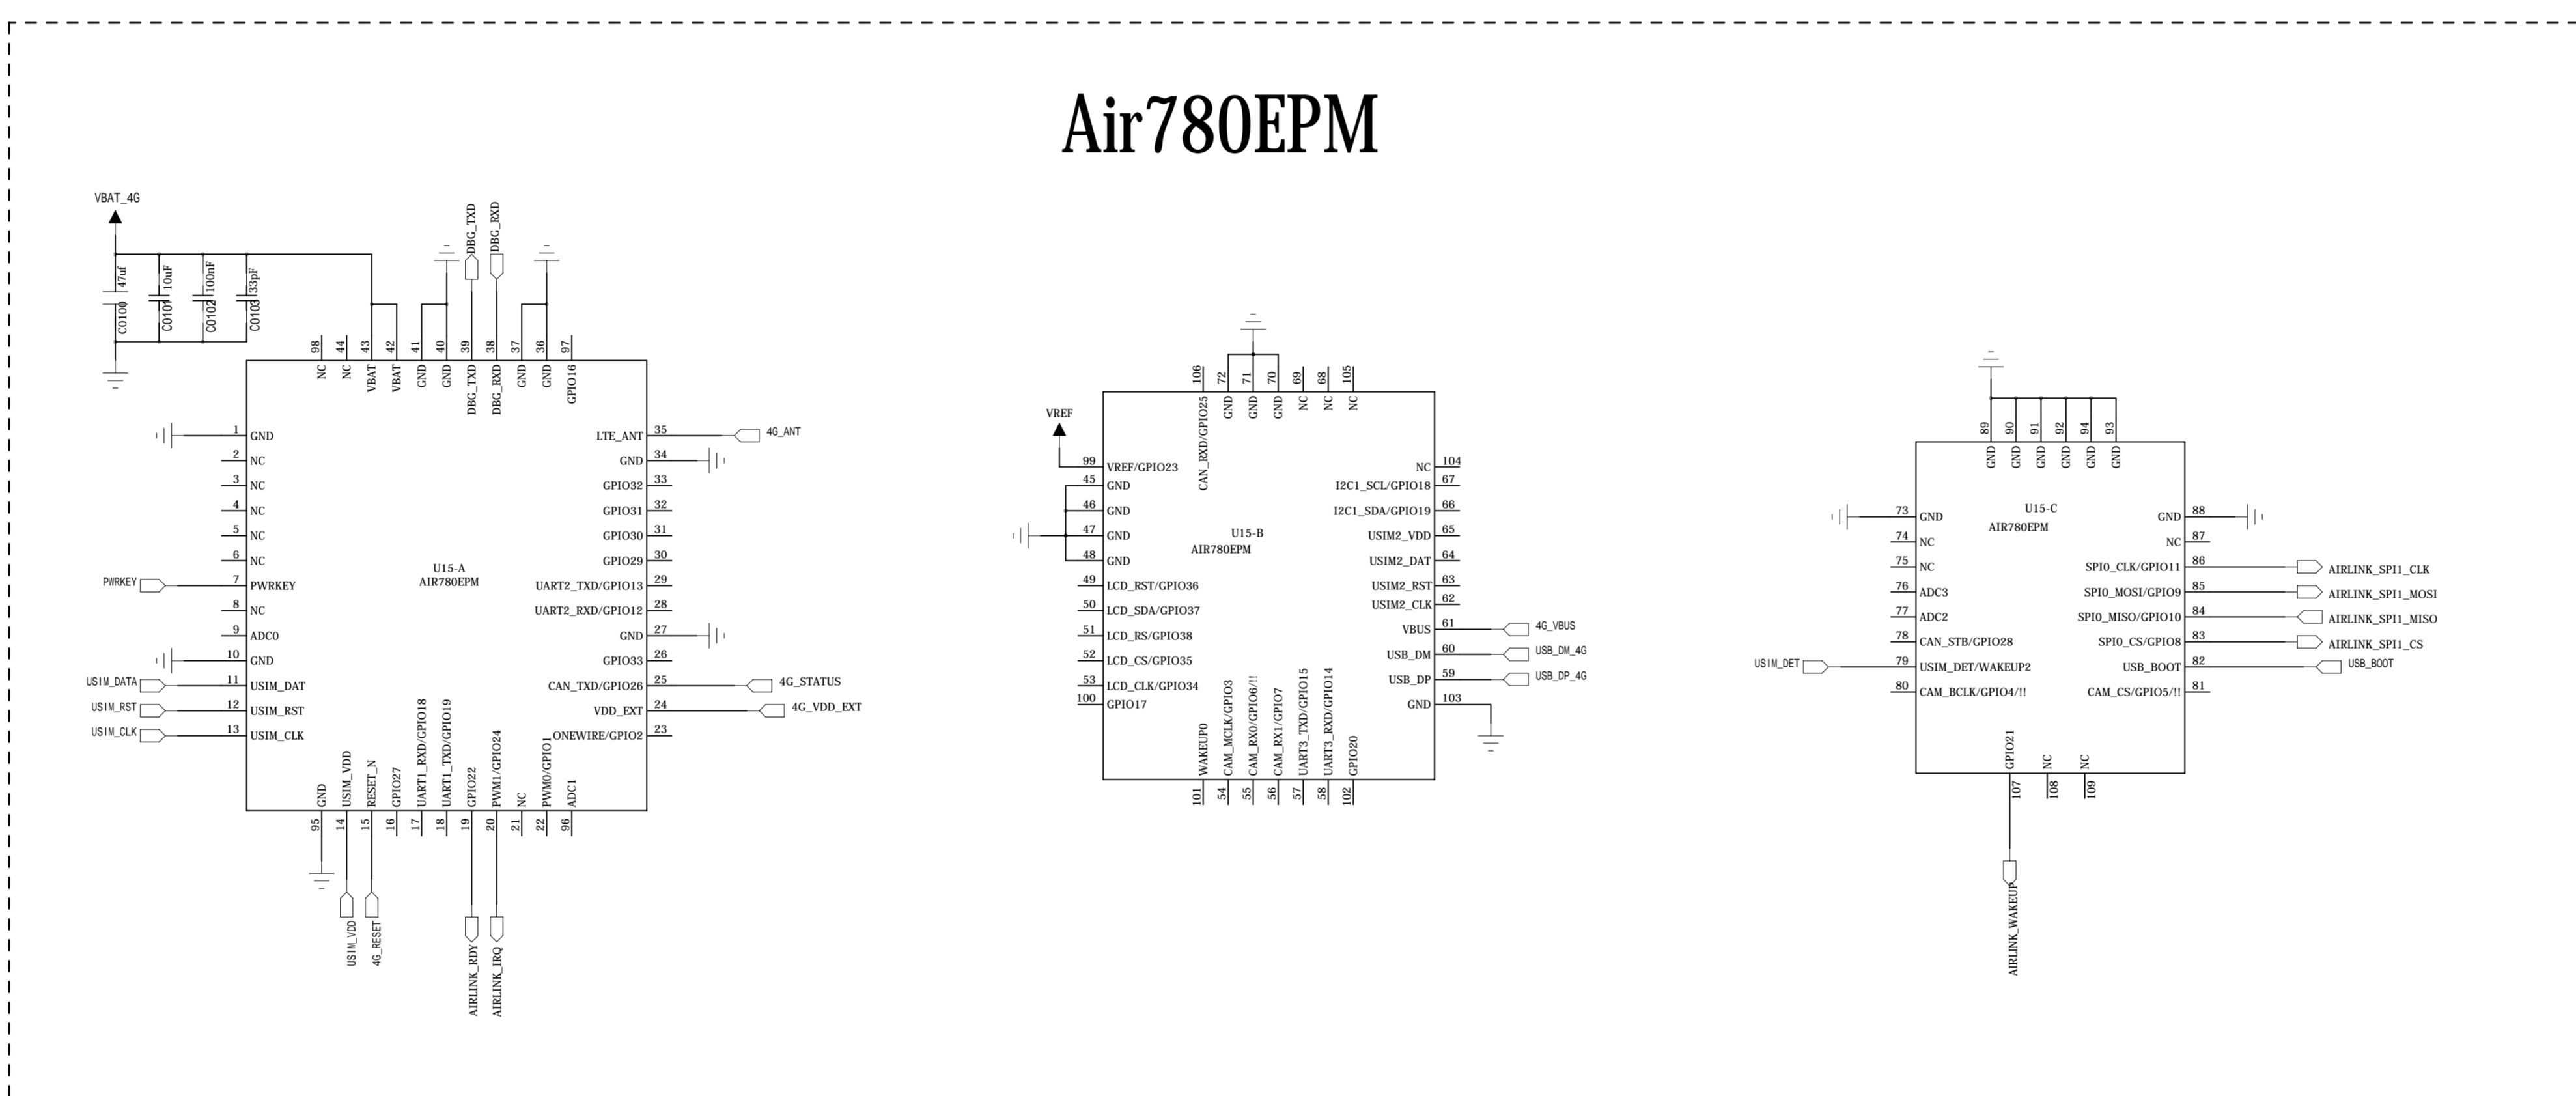 Air780EPM
VBAT_4G
47uf
C0100
10uF
C0101
100nF
C0102
33pF
C0103
DBG_TXD
DBG_RXD
98
44
43
42
41
40
39
38
37
36
97
NC
NC
VBAT
VBAT
GND
GND
DBG_TXD
DBG_RXD
GND
GND
GPIO16
1 GND
2 NC
3 NC
4 NC
5 NC
6 NC
PWRKEY 7 PWRKEY
8 NC
9 ADC0
10 GND
USIM_DATA 11 USIM_DAT
USIM_RST 12 USIM_RST
USIM_CLK 13 USIM_CLK
U15-A
AIR780EPM
LTE_ANT 35 4G_ANT
GND 34
GPIO32 33
GPIO31 32
GPIO30 31
GPIO29 30
UART2_TXD/GPIO13 29
UART2_RXD/GPIO12 28
GND 27
GPIO33 26
CAN_TXD/GPIO26 25 4G_STATUS
VDD_EXT 24 4G_VDD_EXT
ONEWIRE/GPIO2 23
GND
USIM_VDD
RESET_N
GPIO27
UART1_RXD/GPIO18
UART1_TXD/GPIO19
GPIO22
PWM1/GPIO24
NC
PWM0/GPIO1
ADC1
95
14
15
16
17
18
19
20
21
22
96
USIM_VDD
4G_RESET
AIRLINK_RDY
AIRLINK_IRQ
106
72
71
70
69
68
105
CAN_RXD/GPIO25
GND
GND
GND
NC
NC
NC
VREF
99 VREF/GPIO23
45 GND
46 GND
47 GND
48 GND
49 LCD_RST/GPIO36
50 LCD_SDA/GPIO37
51 LCD_RS/GPIO38
52 LCD_CS/GPIO35
53 LCD_CLK/GPIO34
100 GPIO17
U15-B
AIR780EPM
NC 104
I2C1_SCL/GPIO18 67
I2C1_SDA/GPIO19 66
USIM2_VDD 65
USIM2_DAT 64
USIM2_RST 63
USIM2_CLK 62
VBUS 61 4G_VBUS
USB_DM 60 USB_DM_4G
USB_DP 59 USB_DP_4G
GND 103
WAKEUP0
CAM_MCLK/GPIO3
CAM_RX0/GPIO6/!!
CAM_RX1/GPIO7
UART3_TXD/GPIO15
UART3_RXD/GPIO14
GPIO20
101
54
55
56
57
58
102
89
90
91
92
94
93
GND
GND
GND
GND
GND
GND
73 GND
74 NC
75 NC
76 ADC3
77 ADC2
78 CAN_STB/GPIO28
USIM_DET 79 USIM_DET/WAKEUP2
80 CAM_BCLK/GPIO4/!!
U15-C
AIR780EPM
GND 88
NC 87
SPI0_CLK/GPIO11 86 AIRLINK_SPI1_CLK
SPI0_MOSI/GPIO9 85 AIRLINK_SPI1_MOSI
SPI0_MISO/GPIO10 84 AIRLINK_SPI1_MISO
SPI0_CS/GPIO8 83 AIRLINK_SPI1_CS
USB_BOOT 82 USB_BOOT
CAM_CS/GPIO5/!! 81
GPIO21
NC
NC
107
108
109
AIRLINK_WAKEUP